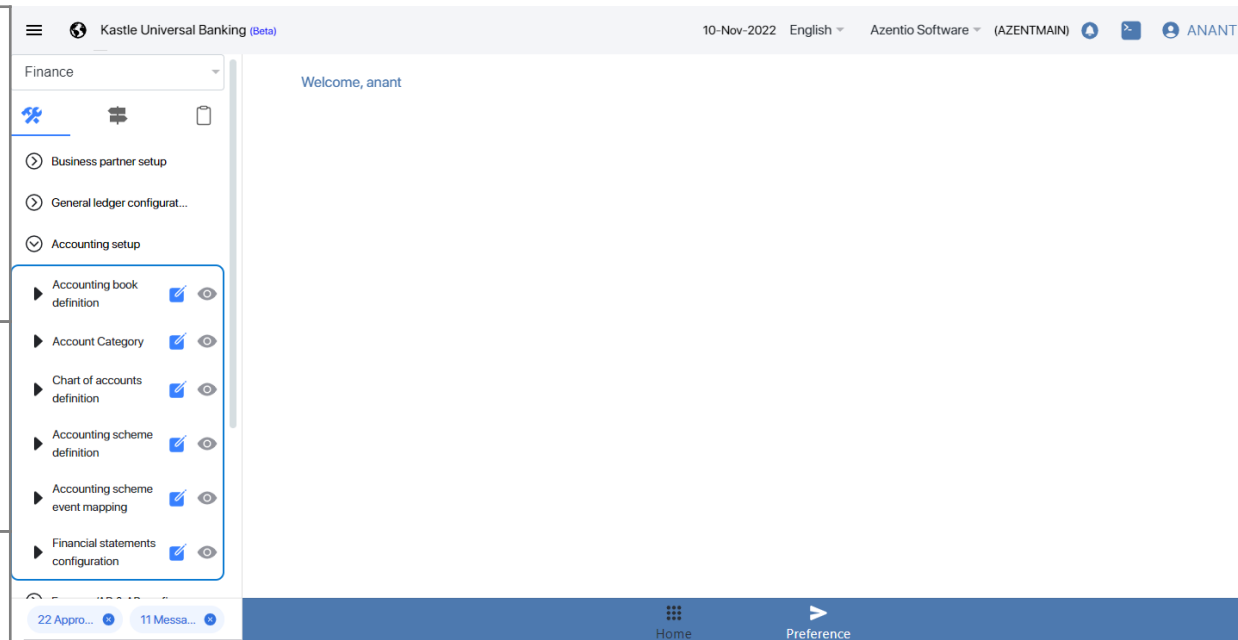 Kastle Universal Banking (Beta)
10-Nov-2022 English Azentio Software (AZENTMAIN) ANANT
Finance
Welcome, anant
Business partner setup
General ledger configurat...
Accounting setup
Accounting book
definition
Account Category
Chart of accounts
definition
Accounting scheme
definition
Accounting scheme
event mapping
Financial statements
configuration
22 Appro... 11 Messa...
Home Preference